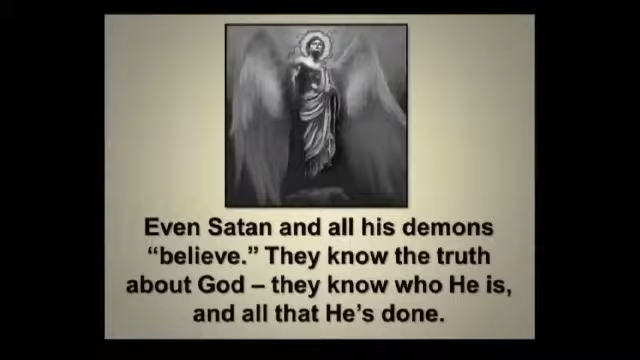 Even Satan and all his demons
“believe.” They know the truth
about God – they know who He is,
and all that He’s done.